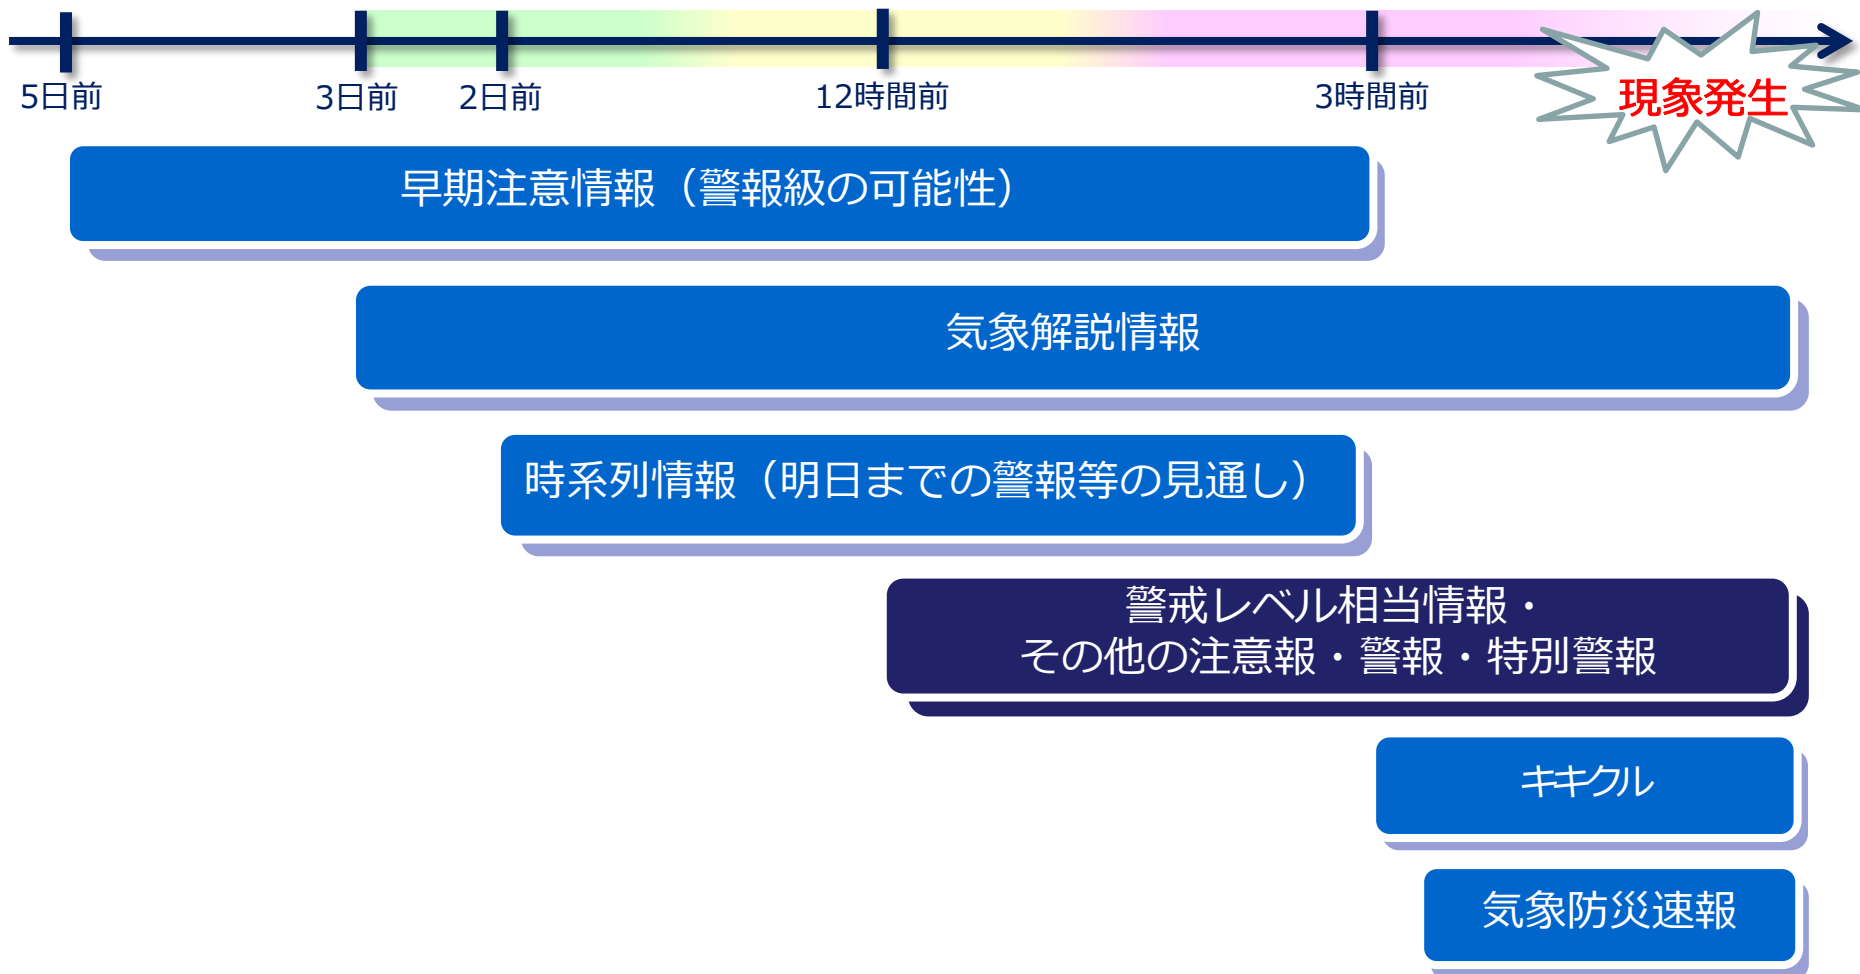 5日前
3日前
2日前
12時間前
3時間前
現象発生
早期注意情報（警報級の可能性）
気象解説情報
時系列情報（明日までの警報等の見通し）
警戒レベル相当情報・
その他の注意報・警報・特別警報
キキクル
気象防災速報